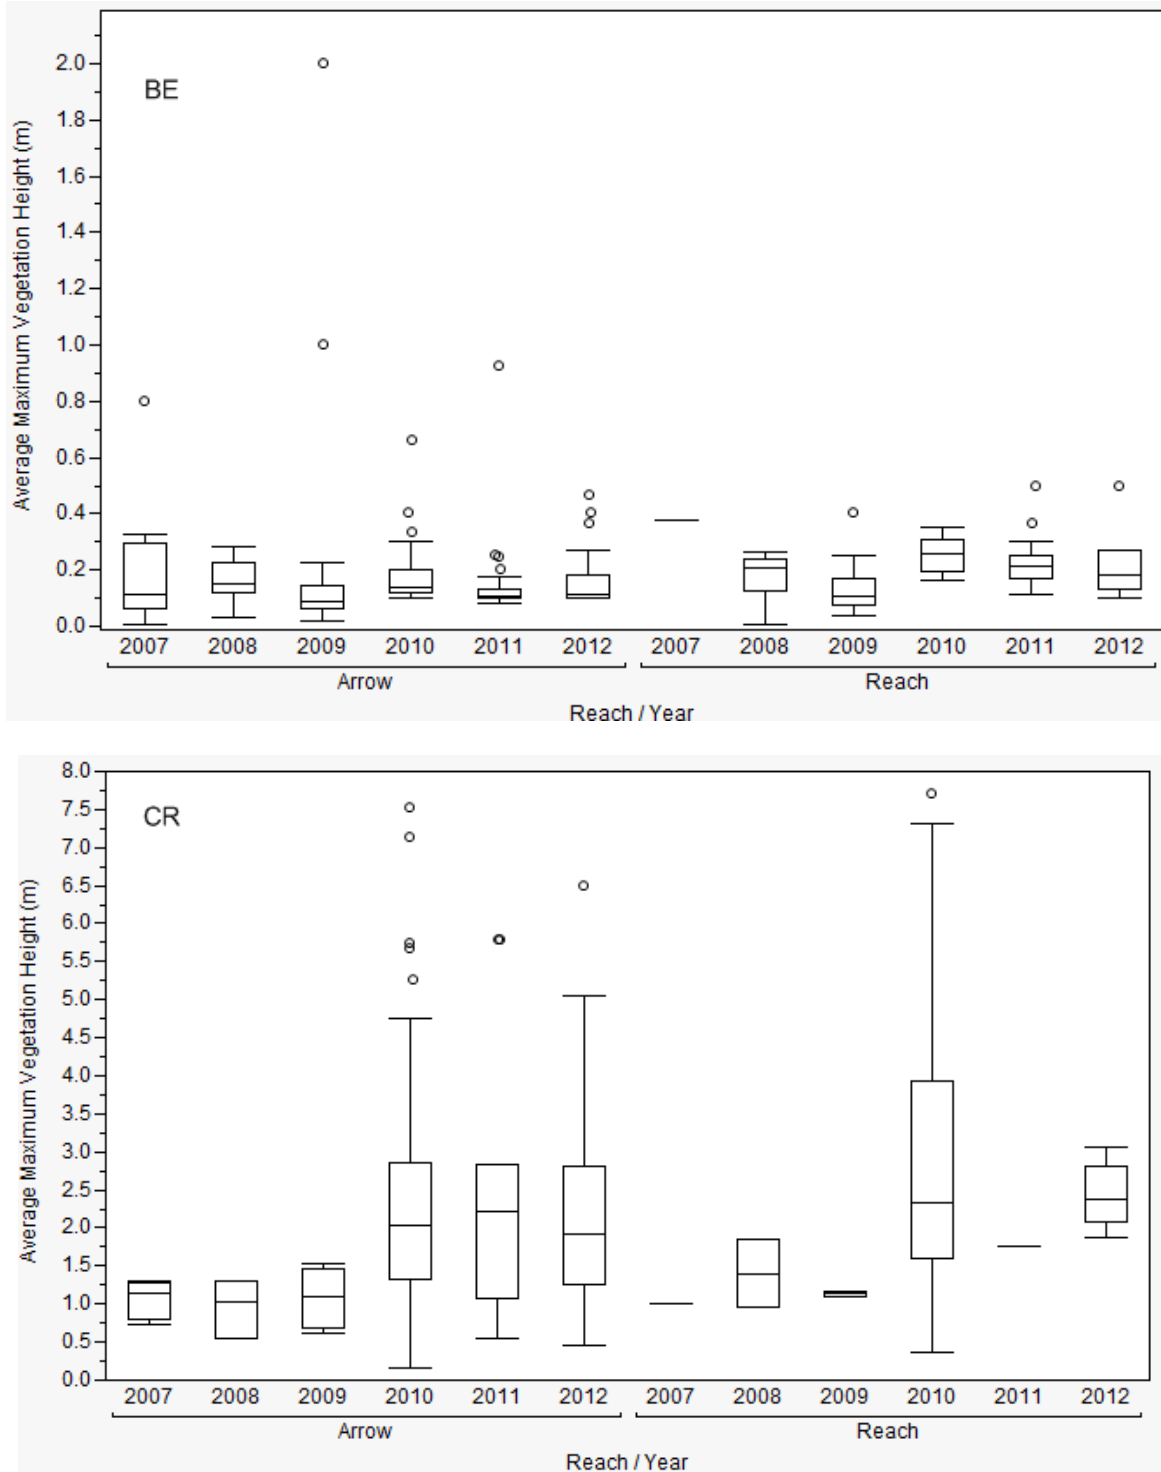 BE
Average Maximum Vegetation Height (m)
2.0
1.8
1.6
1.4
1.2
1.0
0.8
0.6
0.4
0.2
0.0
2007 2008 2009 2010 2011 2012 2007 2008 2009 2010 2011 2012
Arrow Reach
Reach / Year
CR
Average Maximum Vegetation Height (m)
8.0
7.5
7.0
6.5
6.0
5.5
5.0
4.5
4.0
3.5
3.0
2.5
2.0
1.5
1.0
0.5
0.0
2007 2008 2009 2010 2011 2012 2007 2008 2009 2010 2011 2012
Arrow Reach
Reach / Year